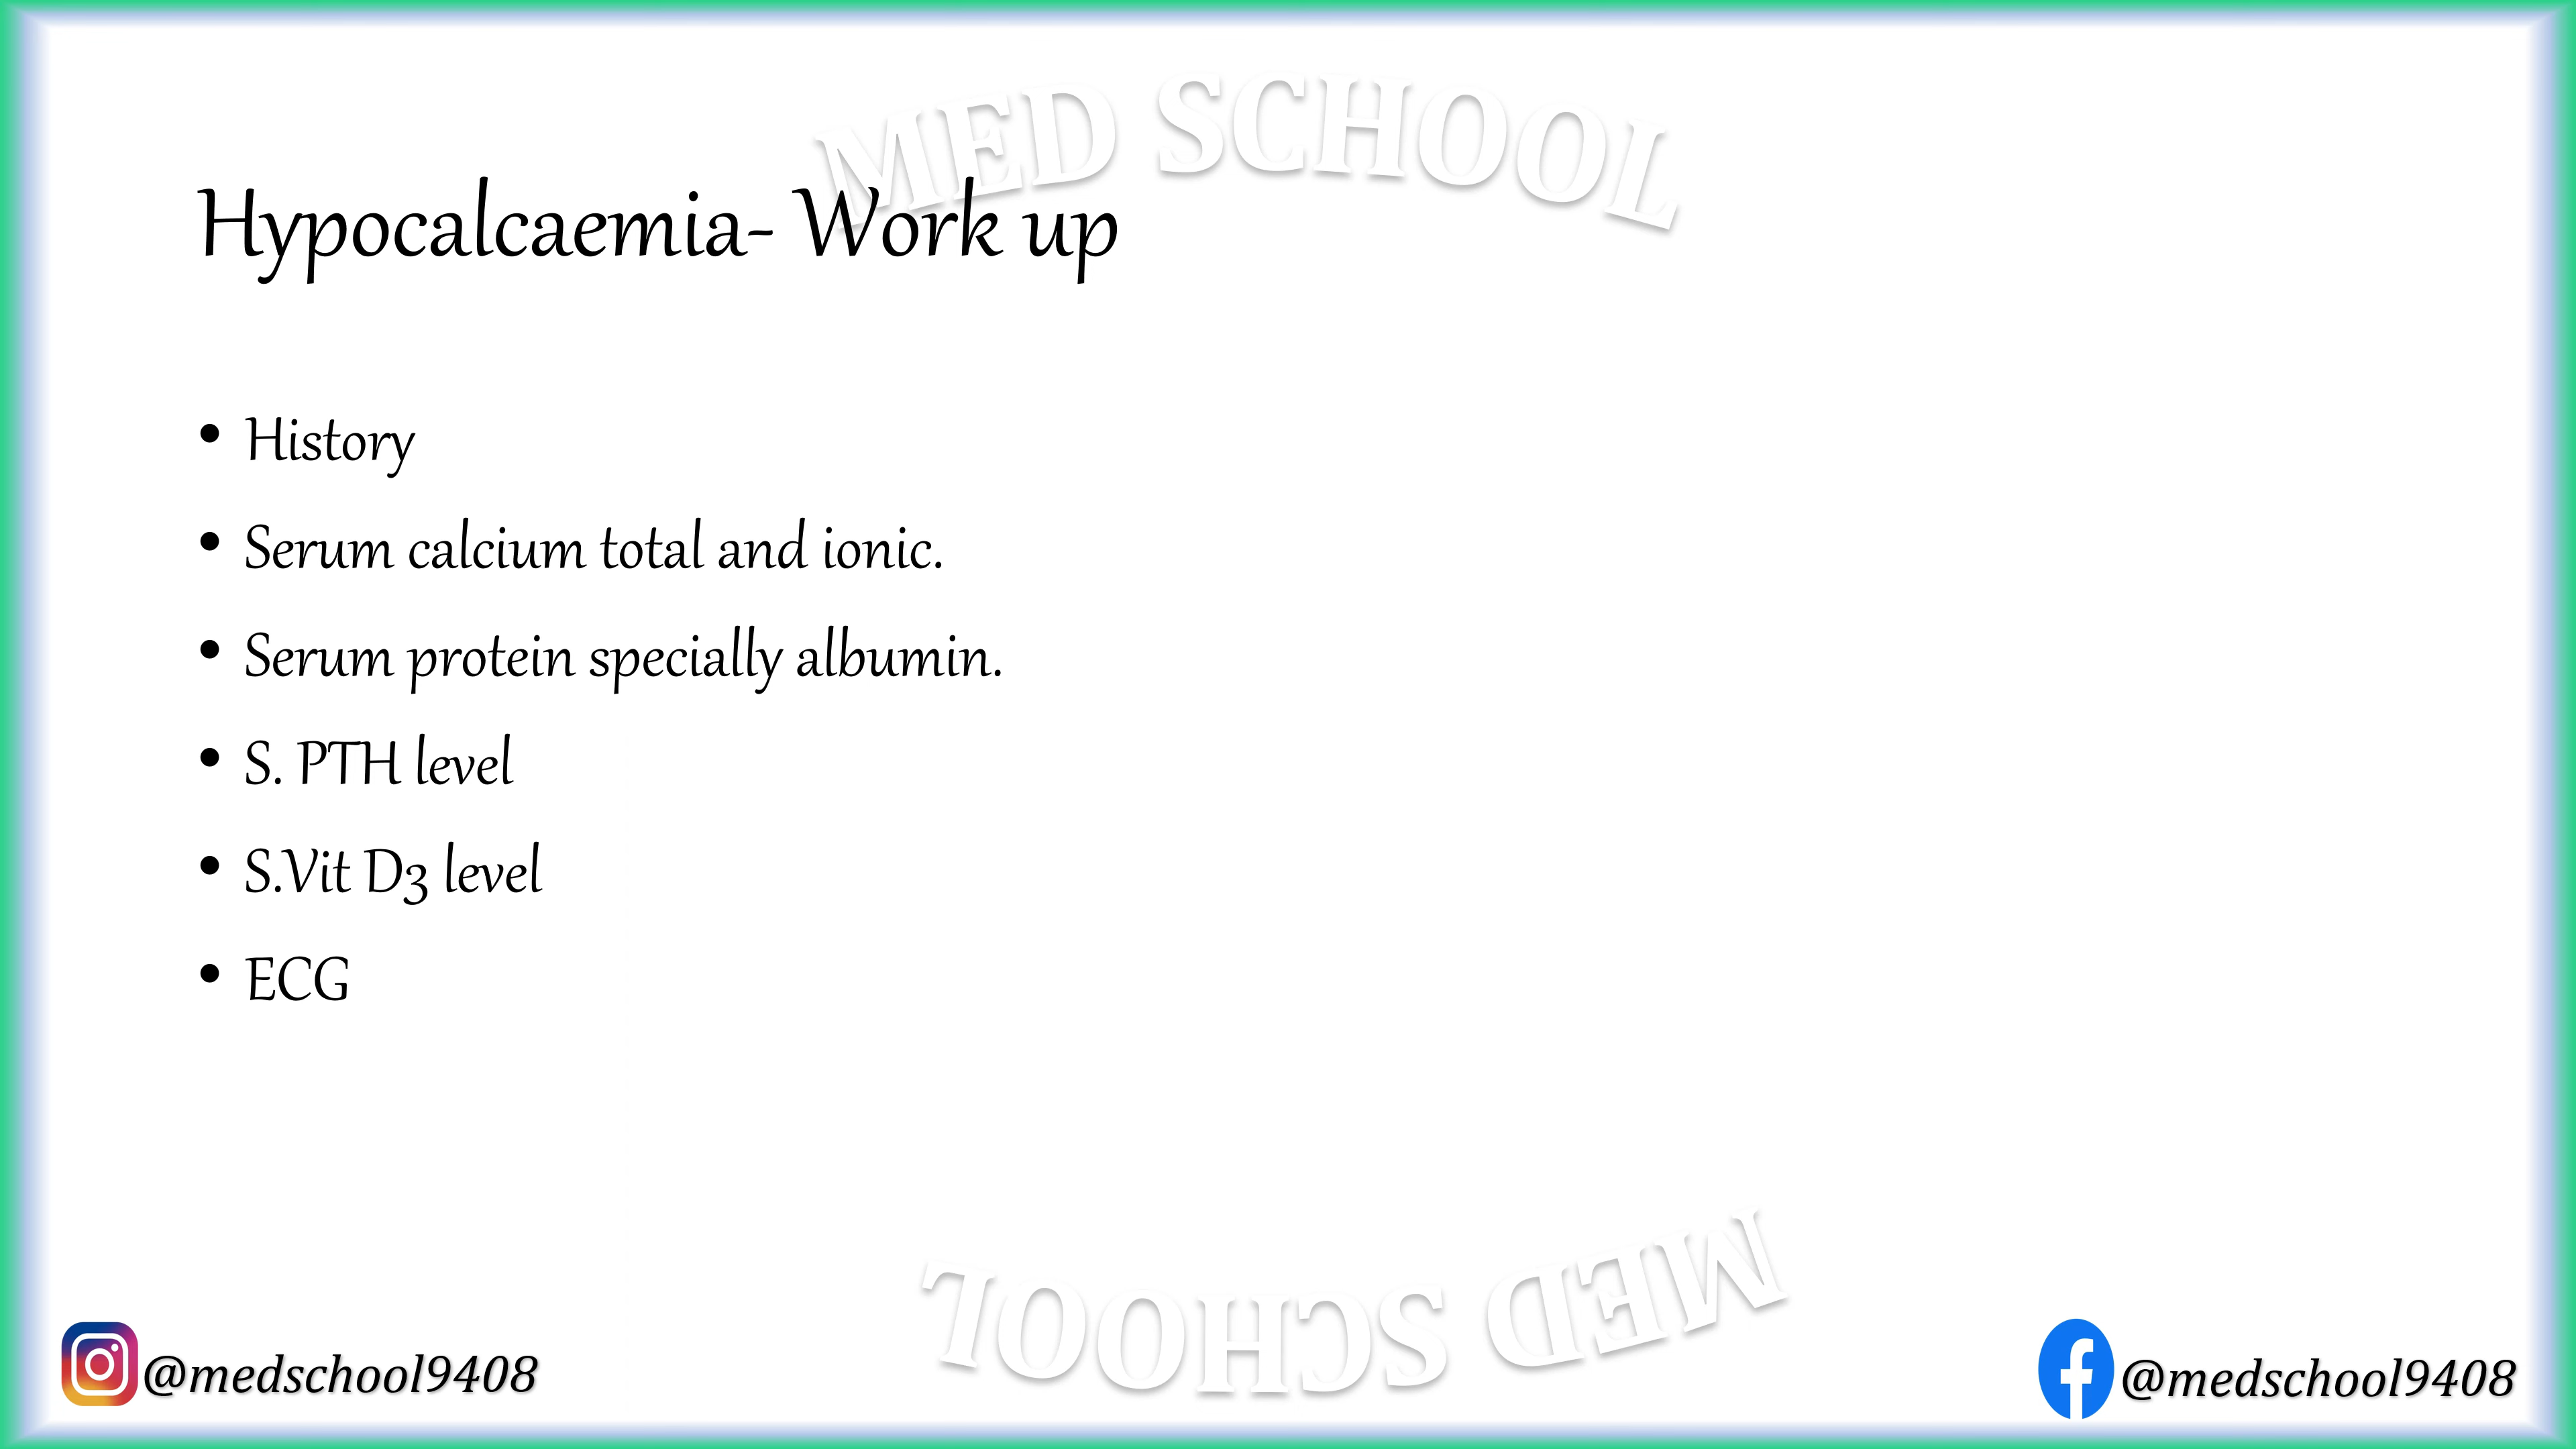 MED SCHOOL
Hypocalcaemia- Work up
• History
• Serum calcium total and ionic.
• Serum protein specially albumin.
• S. PTH level
• S.Vit D3 level
• ECG
MED SCHOOL
@medschool9408
@medschool9408